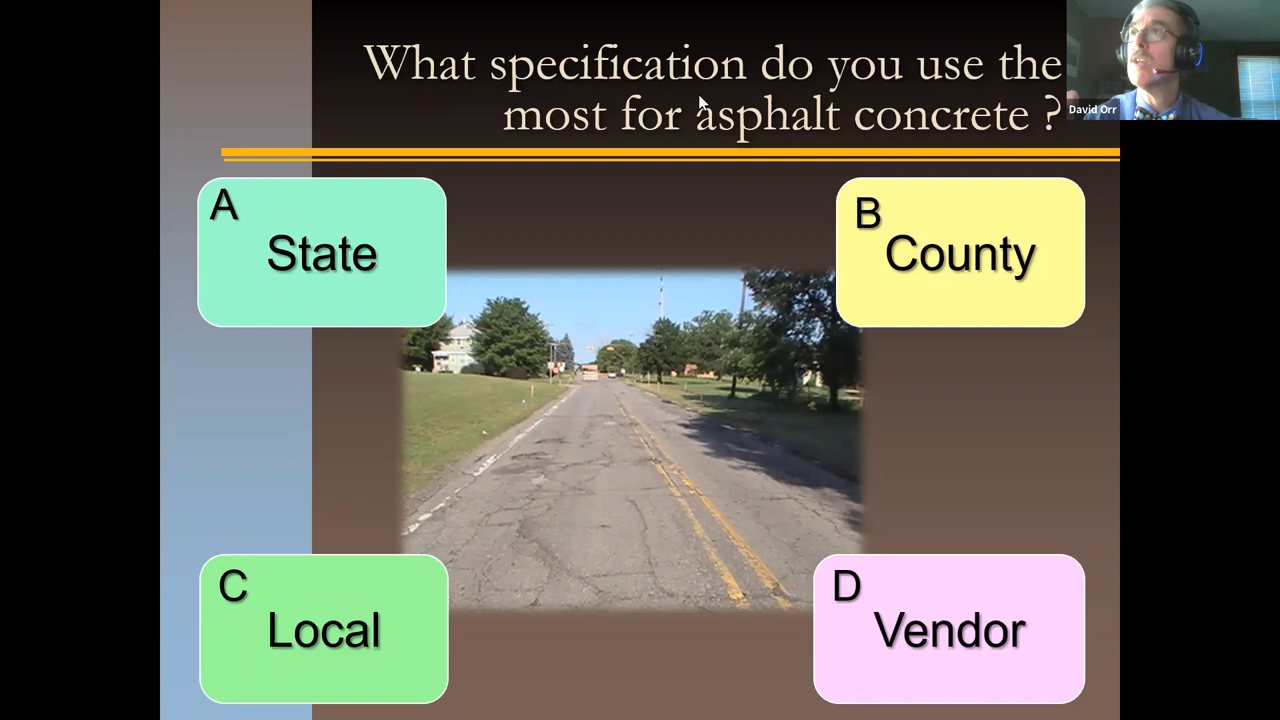 What specification do you use the
most for asphalt concrete ?
David Orr
A
State
B
County
C
Local
D
Vendor